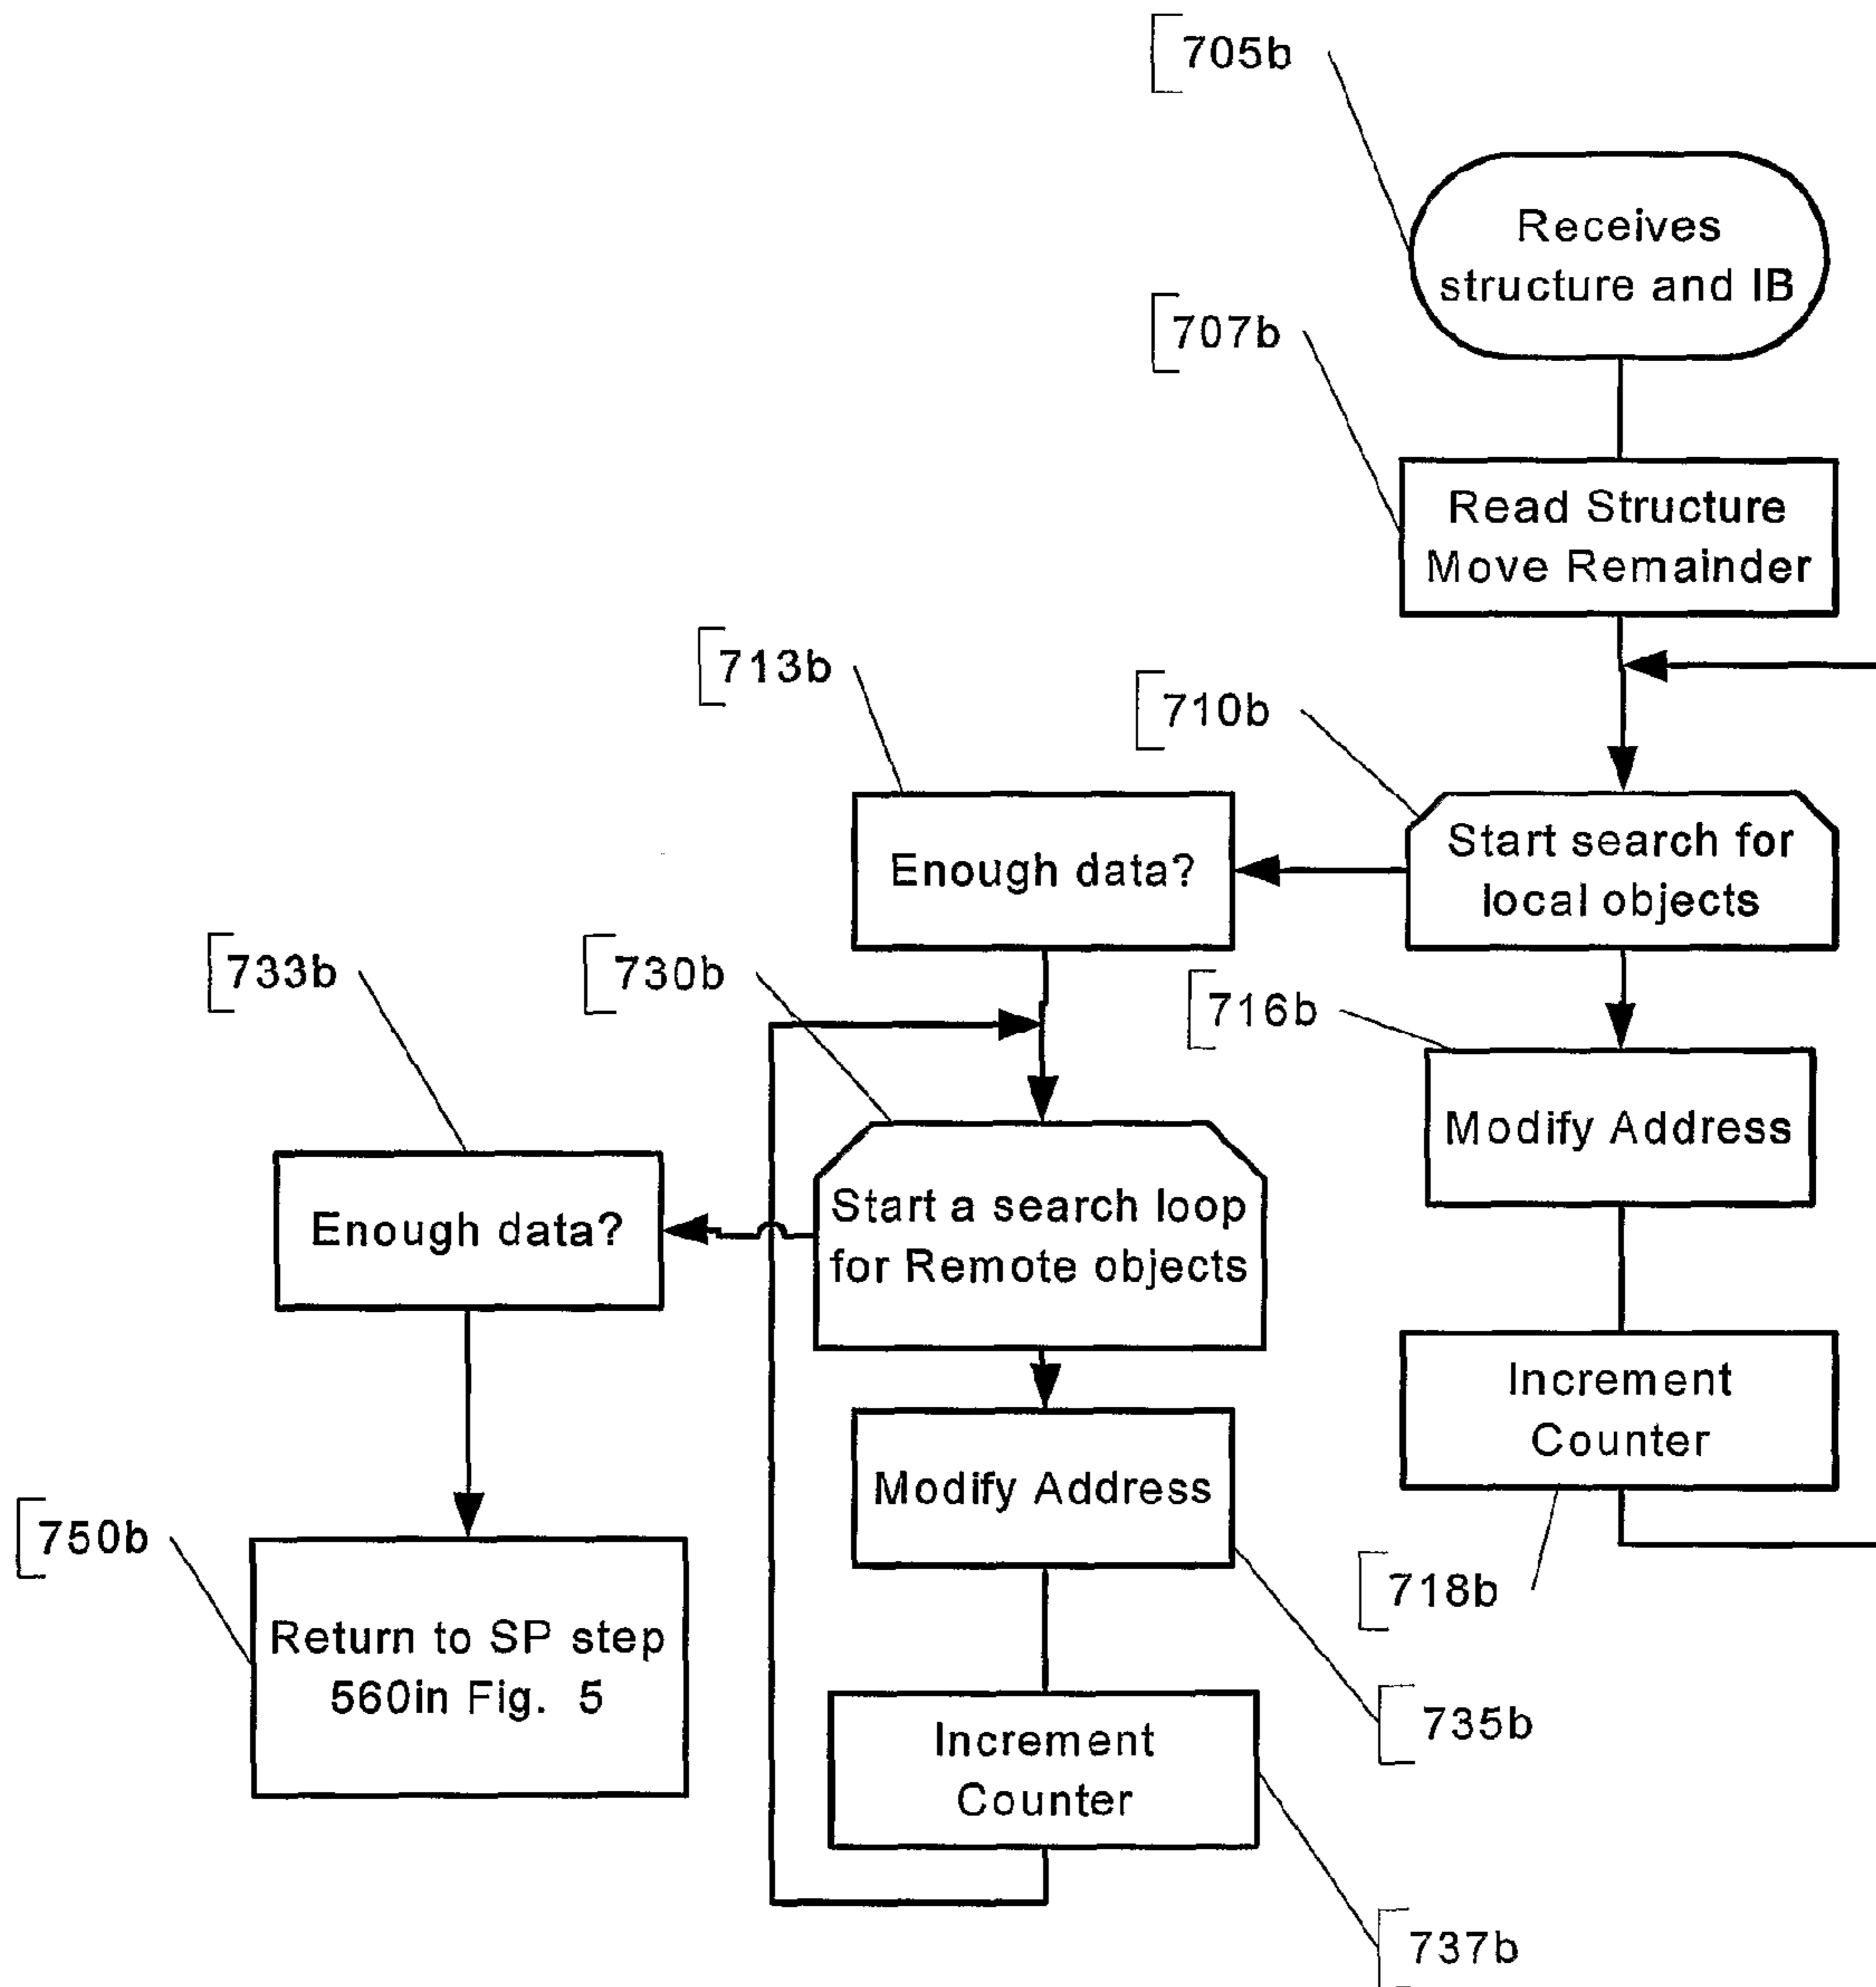 705b
Receives
structure and IB
707b
Read Structure
Move Remainder
713b
710b
Enough data?
Start search for
local objects
733b
730b
716b
Modify Address
Enough data?
Start a search loop
for Remote objects
Increment
Counter
Modify Address
750b
718b
Return to SP step
560in Fig. 5
735b
Increment
Counter
737b